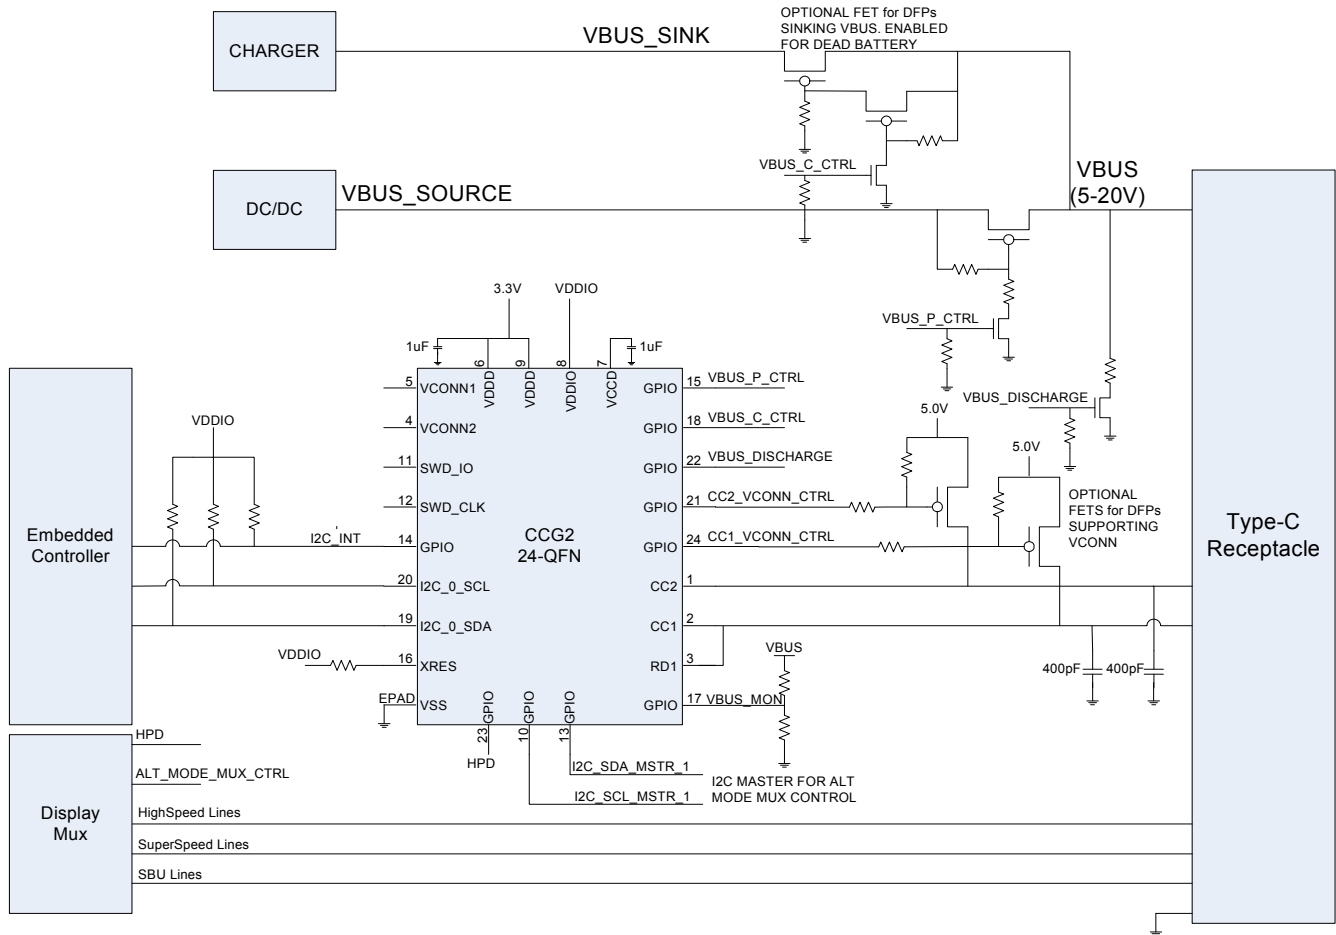 OPTIONAL FET for DFPs
SINKING VBUS. ENABLED
FOR DEAD BATTERY
CHARGER
VBUS_SINK
VBUS_C_CTRL
DC/DC
VBUS_SOURCE
VBUS
(5-20V)
VBUS_P_CTRL
VBUS_DISCHARGE
3.3V
VDDIO
1uF
1uF
6
9
8
7
VDDD
VDDD
VDDIO
VCCD
5
VCONN1
4
VCONN2
11
SWD_IO
12
SWD_CLK
14
GPIO
20
I2C_0_SCL
19
I2C_0_SDA
16
XRES
EPAD
VSS
CCG2
24-QFN
GPIO
15
VBUS_P_CTRL
GPIO
18
VBUS_C_CTRL
GPIO
22
VBUS_DISCHARGE
GPIO
21
CC2_VCONN_CTRL
GPIO
24
CC1_VCONN_CTRL
CC2
1
CC1
2
RD1
3
GPIO
17
VBUS_MON
GPIO
GPIO
GPIO
23
10
13
HPD
I2C_SDA_MSTR_1
I2C_SCL_MSTR_1
I2C MASTER FOR ALT
MODE MUX CONTROL
VDDIO
I2C_INT
VDDIO
Embedded
Controller
5.0V
5.0V
OPTIONAL
FETS for DFPs
SUPPORTING
VCONN
VBUS
400pF
400pF
Type-C
Receptacle
Display
Mux
HPD
ALT_MODE_MUX_CTRL
HighSpeed Lines
SuperSpeed Lines
SBU Lines